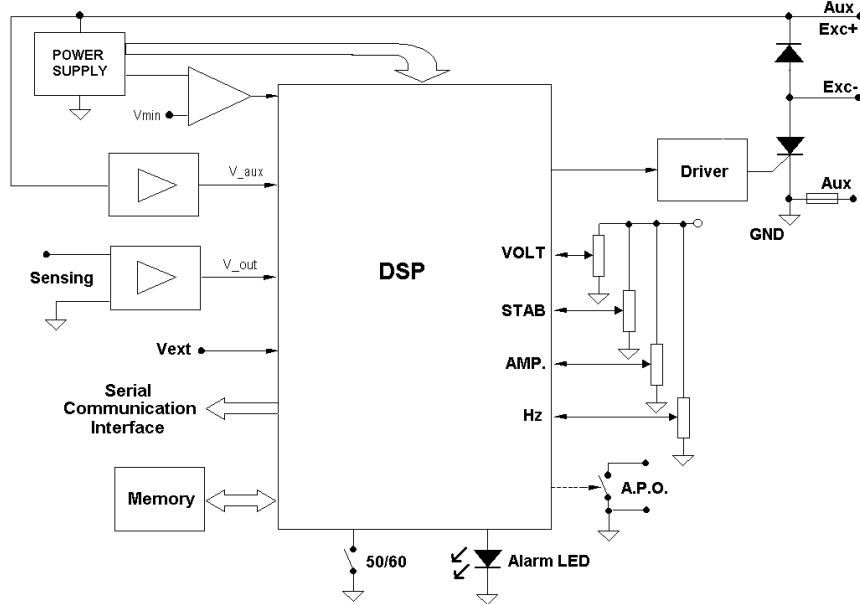 Aux
Exc+
POWER
SUPPLY
Exc-
Vmin
V_aux
Driver
Aux
GND
V_out
Sensing
DSP
VOLT
STAB
Vext
AMP.
Serial
Communication
Interface
Hz
Memory
A.P.O.
50/60
Alarm LED